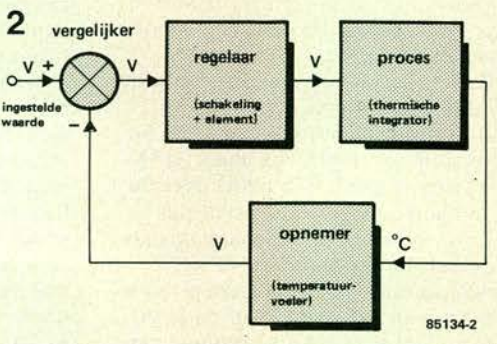 2
vergelijker
V +
V
ingestelde
waarde
−
regelaar
(schakeling
+ element)
V
proces
(thermische
integrator)
opnemer
(temperatuur-
voeler)
V
°C
85134-2